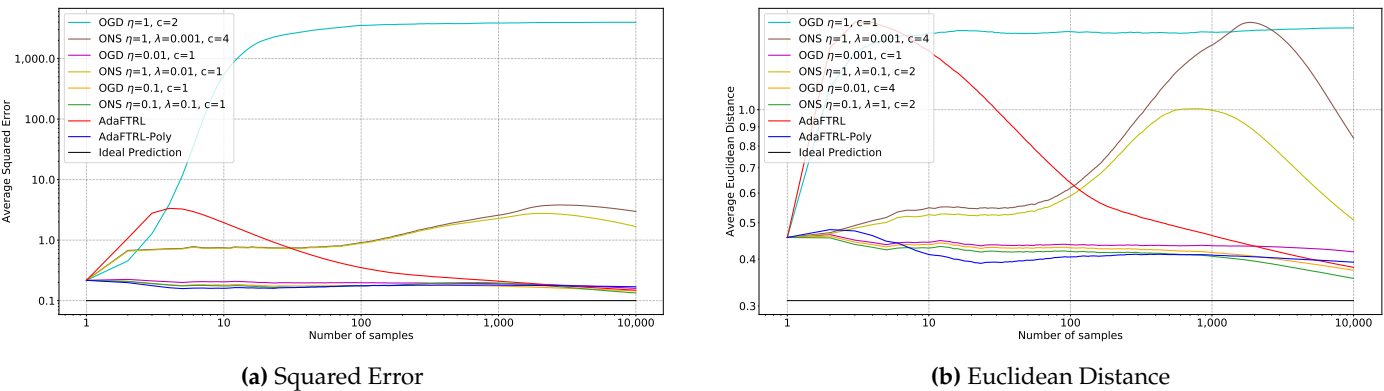 OGD η=1, c=2
ONS η=1, λ=0.001, c=4
OGD η=0.01, c=1
ONS η=1, λ=0.01, c=1
OGD η=0.1, c=1
ONS η=0.1, λ=0.1, c=1
AdaFTRL
AdaFTRL-Poly
Ideal Prediction
1,000.0
100.0
10.0
1.0
0.1
Average Squared Error
1
10
100
1,000
10,000
Number of samples
(a) Squared Error
OGD η=1, c=1
ONS η=1, λ=0.001, c=4
OGD η=0.001, c=1
ONS η=1, λ=0.1, c=2
OGD η=0.01, c=4
ONS η=0.1, λ=1, c=2
AdaFTRL
AdaFTRL-Poly
Ideal Prediction
1.0
0.9
0.8
0.7
0.6
0.5
0.4
0.3
Average Euclidean Distance
1
10
100
1,000
10,000
Number of samples
(b) Euclidean Distance